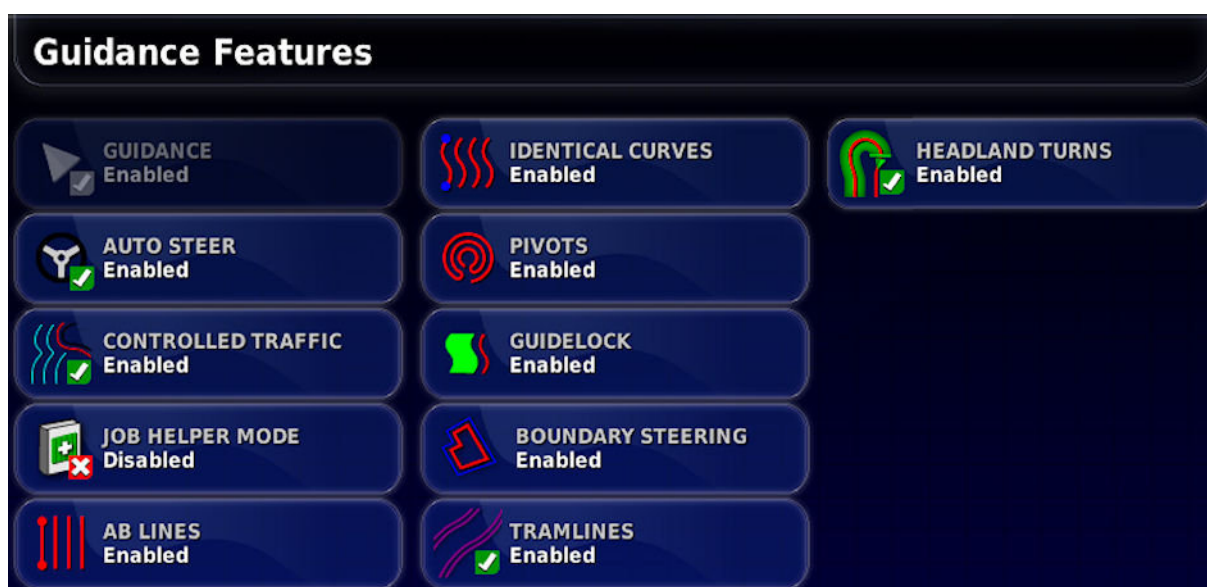 Guidance Features
GUIDANCE
Enabled
AUTO STEER
Enabled
CONTROLLED TRAFFIC
Enabled
JOB HELPER MODE
Disabled
AB LINES
Enabled
IDENTICAL CURVES
Enabled
PIVOTS
Enabled
GUIDELOCK
Enabled
BOUNDARY STEERING
Enabled
TRAMLINES
Enabled
HEADLAND TURNS
Enabled